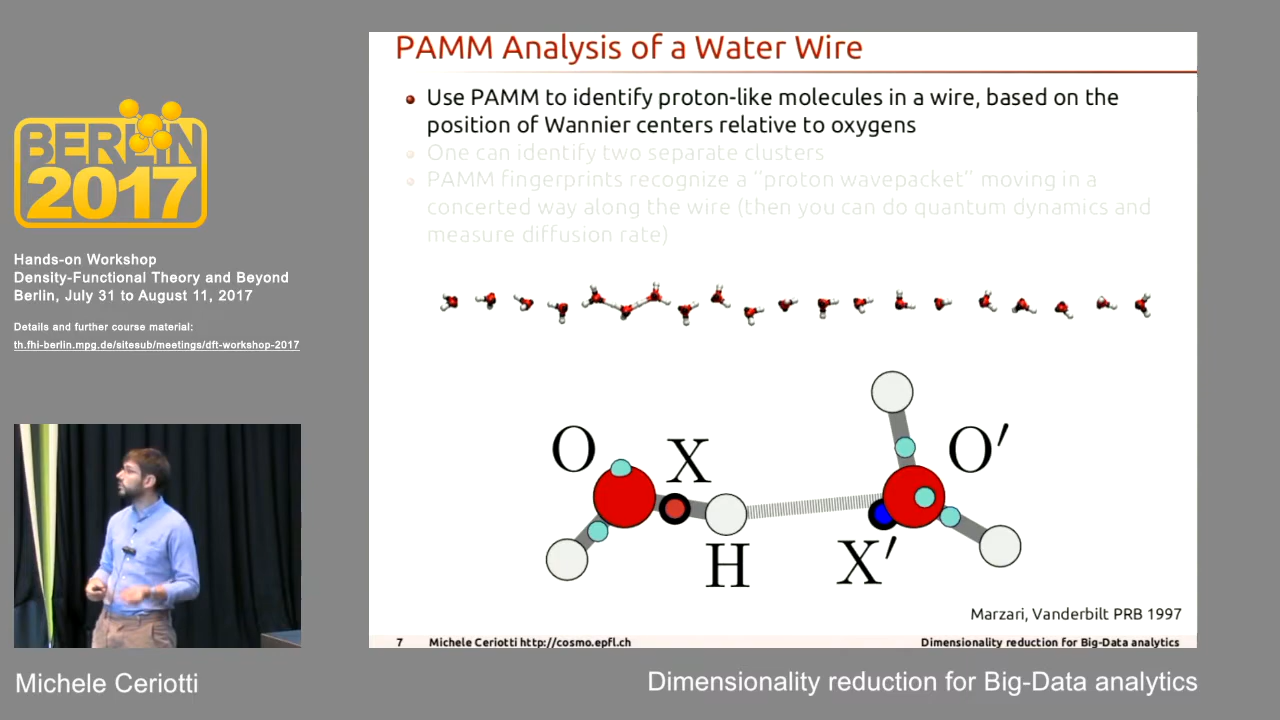 BERLIN
2017
Hands-on Workshop
Density-Functional Theory and Beyond
Berlin, July 31 to August 11, 2017
Details and further course material:
th.fhi-berlin.mpg.de/sitesub/meetings/dft-workshop-2017
Michele Ceriotti
PAMM Analysis of a Water Wire
Use PAMM to identify proton-like molecules in a wire, based on the
position of Wannier centers relative to oxygens
One can identify two separate clusters
PAMM fingerprints recognize a “proton wavepacket” moving in a
concerted way along the wire (then you can do quantum dynamics and
measure diffusion rate)
O X O′
H X′
Marzari, Vanderbilt PRB 1997
7 Michele Ceriotti http://cosmo.epfl.ch Dimensionality reduction for Big-Data analytics
Dimensionality reduction for Big-Data analytics